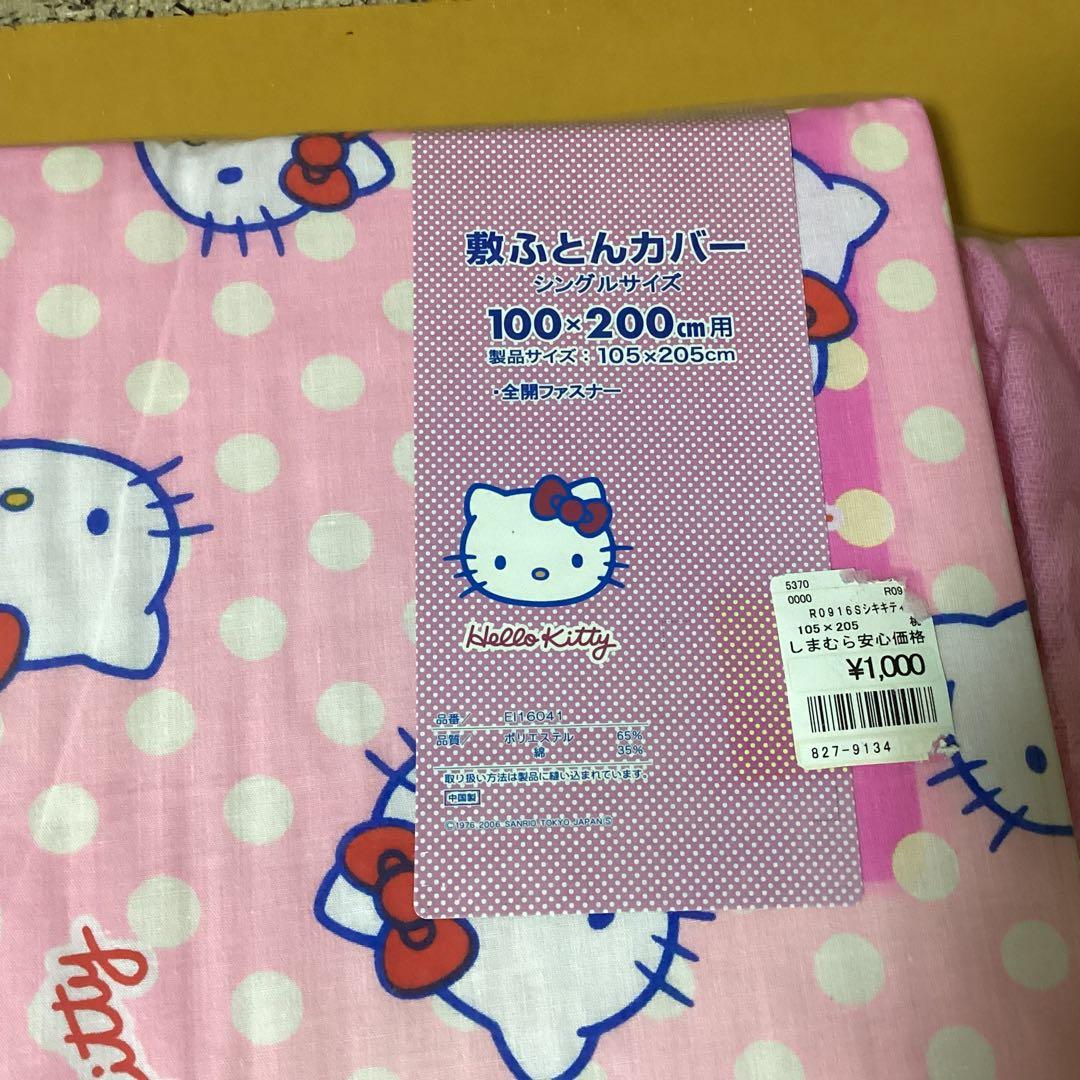 敷ふとんカバー
シングルサイズ
100×200cm用
製品サイズ：105×205cm
・全開ファスナー
Hello Kitty
品番／ EI16041
品質／ ポリエステル 65%
綿 35%
取り扱い方法は製品に縫い込まれています。
中国製
©1976,2006 SANRIO,TOKYO,JAPAN Ⓢ
5370
0000 R09
R0916Sシキキティ
105×205 桃
しまむら安心価格
¥1,000
827-9134
itty